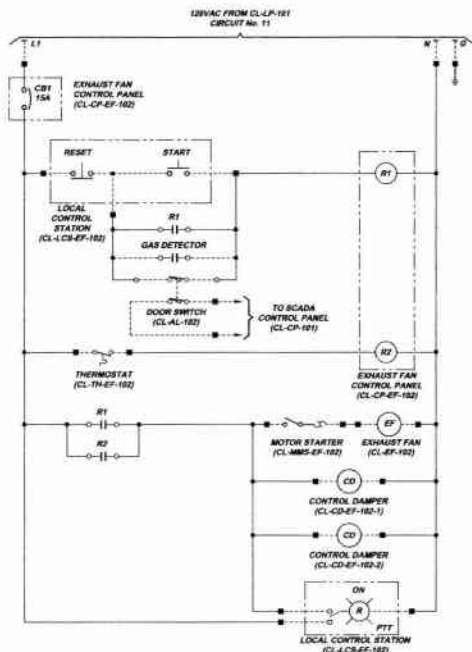 120VAC FROM CL-LP-101
CIRCUIT No. 11
L1
N
G
CB1
15A
EXHAUST FAN
CONTROL PANEL
(CL-CP-EF-102)
RESET
START
R1
LOCAL
CONTROL
STATION
(CL-LCS-EF-102)
R1
GAS DETECTOR
DOOR SWITCH
(CL-AL-102)
TO SCADA
CONTROL PANEL
(CL-CP-101)
THERMOSTAT
(CL-TH-EF-102)
R2
EXHAUST FAN
CONTROL PANEL
(CL-CP-EF-102)
R1
R2
EF
MOTOR STARTER
(CL-MMS-EF-102)
EXHAUST FAN
(CL-EF-102)
CD
CONTROL DAMPER
(CL-CD-EF-102-1)
CD
CONTROL DAMPER
(CL-CD-EF-102-2)
ON
R
PTT
LOCAL CONTROL STATION
(CL-LCS-EF-102)